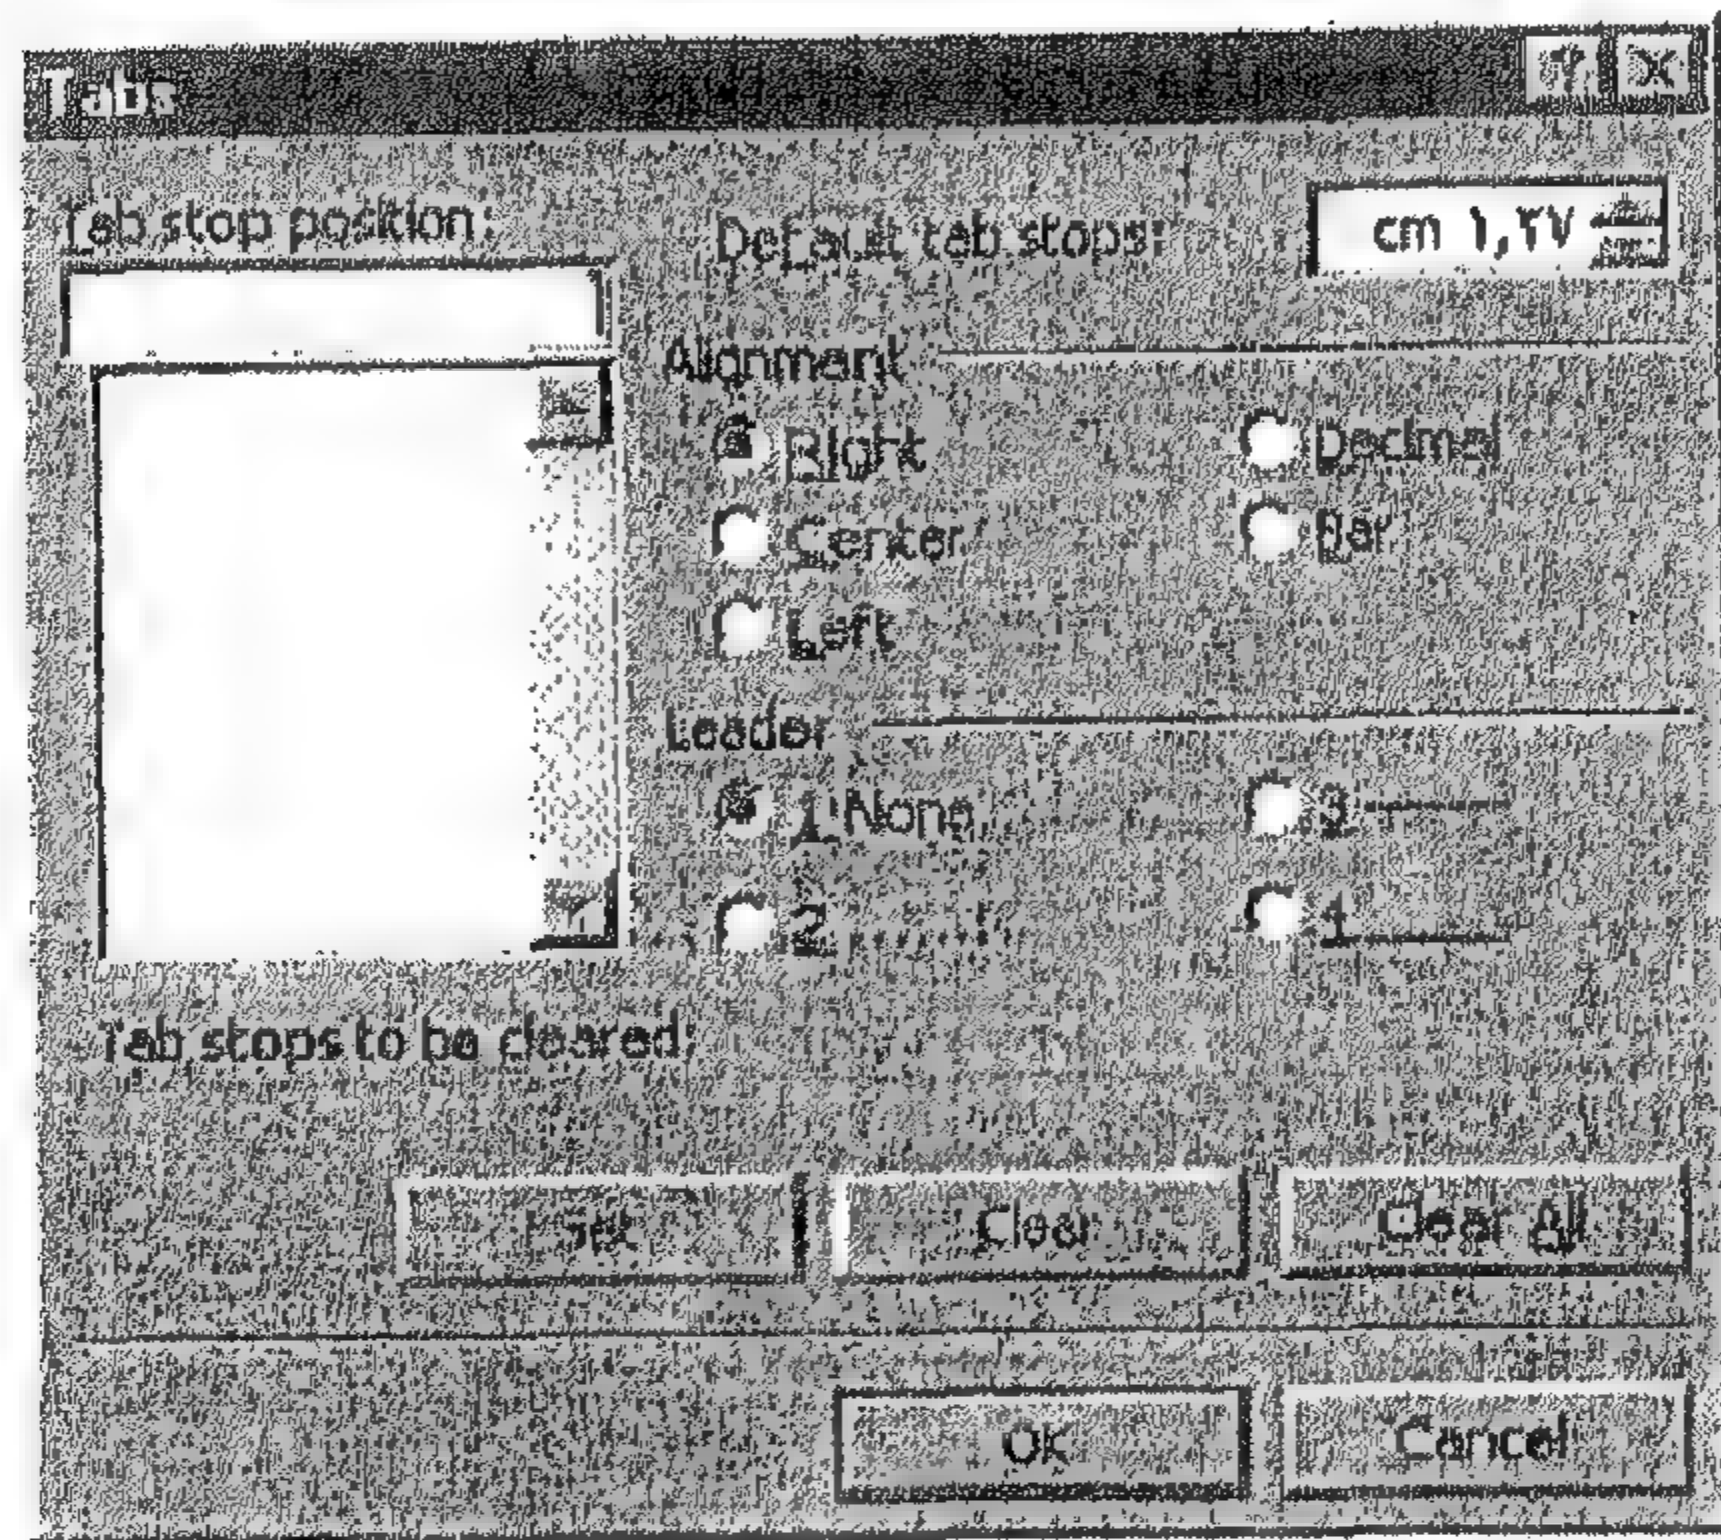 Tabs
Tab stop position:
Default tab stops:
cm ١,٢٧
Alignment
Right
Decimal
Center
Bar
Left
Leader
1 None
3 -------
2 .......
4 ____
Tab stops to be cleared:
Set
Clear
Clear All
OK
Cancel